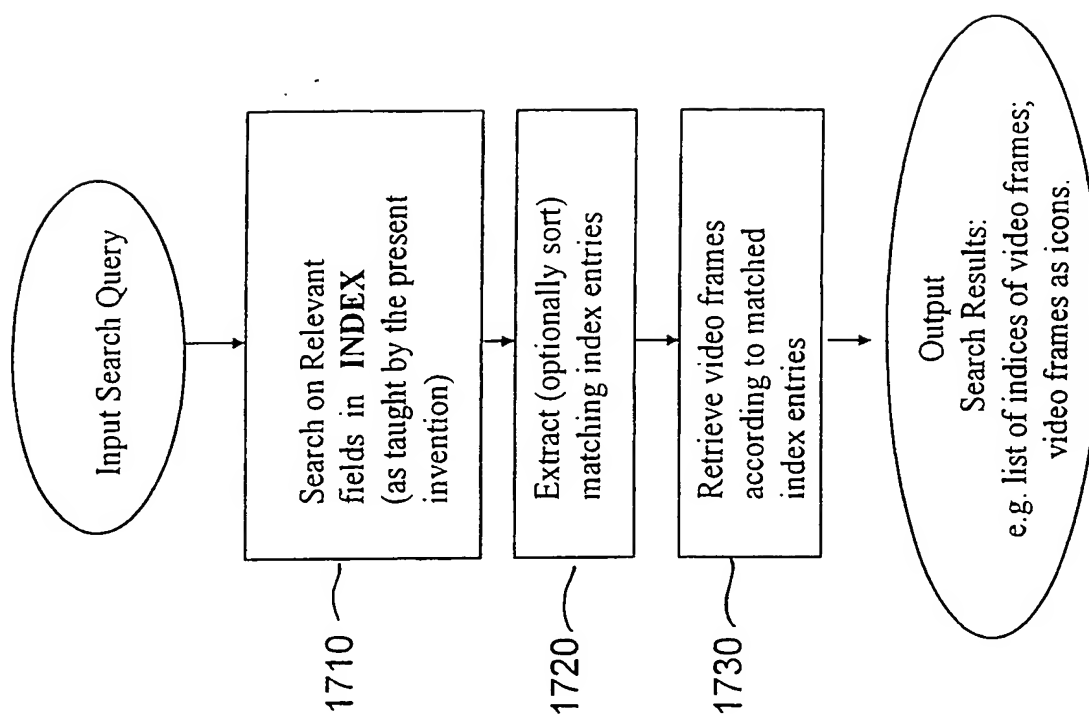 Input Search Query
1710
Search on Relevant
fields in INDEX
(as taught by the present
invention)
1720
Extract (optionally sort)
matching index entries
1730
Retrieve video frames
according to matched
index entries
Output
Search Results:
e.g. list of indices of video frames;
video frames as icons.